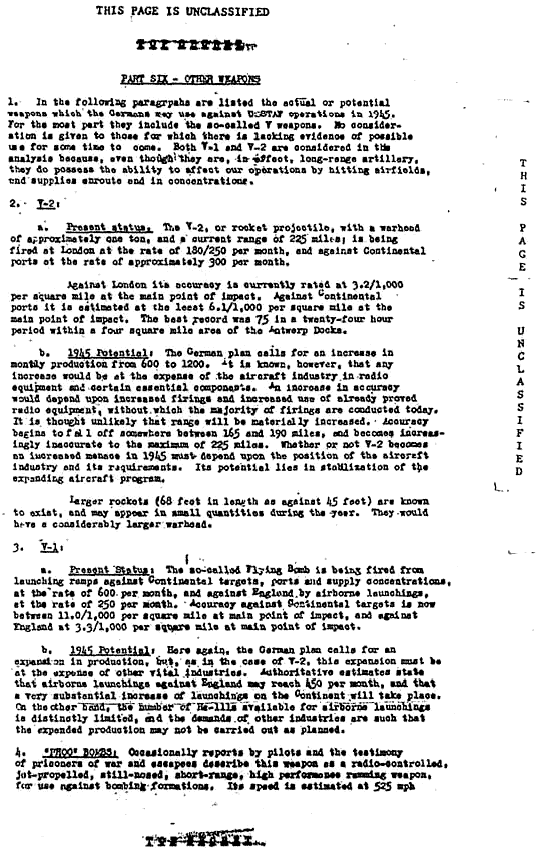 THIS PAGE IS UNCLASSIFIED
TOP SECRET
PART SIX - OTHER WEAPONS
1. In the following paragrpahs are listed the actual or potential
weapons which the Germans may use against USSTAF operations in 1945.
For the most part they include the so-called V weapons. No consider-
ation is given to those for which there is lacking evidence of possible
use for some time to come. Both V-1 and V-2 are considered in this
analysis because, even though they are, in effect, long-range artillery,
they do possess the ability to affect our operations by hitting airfields,
and supplies enroute and in concentrations.
2. V-2:
a. Present status: The V-2, or rocket projectile, with a warhead
of approximately one ton, and a current range of 225 miles; is being
fired at London at the rate of 180/250 per month, and against Continental
ports at the rate of approximately 300 per month.
Against London its accuracy is currently rated at 3.2/1,000
per square mile at the main point of impact. Against Continental
ports it is estimated at the least 6.1/1,000 per square mile at the
main point of impact. The best record was 75 in a twenty-four hour
period within a four square mile area of the Antwerp Docks.
b. 1945 Potential: The German plan calls for an increase in
monthly production from 600 to 1200. It is known, however, that any
increase would be at the expense of the aircraft industry in radio
equipment and certain essential components. An increase in accuracy
would depend upon increased firings and increased use of already proved
radio equipment, without which the majority of firings are conducted today.
It is thought unlikely that range will be materially increased. Accuracy
begins to fall off somewhere between 165 and 190 miles, and becomes increas-
ingly inaccurate to the maximum of 225 miles. Whether or not V-2 becomes
an increased menace in 1945 must depend upon the position of the aircraft
industry and its requirements. Its potential lies in stabilization of the
expanding aircraft program.
Larger rockets (68 feet in length as against 45 feet) are known
to exist, and may appear in small quantities during the year. They would
have a considerably larger warhead.
3. V-1:
a. Present Status: The so-called Flying Bomb is being fired from
launching ramps against Continental targets, ports and supply concentrations,
at the rate of 600 per month, and against England by airborne launchings,
at the rate of 250 per month. Accuracy against Continental targets is now
between 11.0/1,000 per square mile at main point of impact, and against
England at 3.3/1,000 per square mile at main point of impact.
b. 1945 Potential: Here again, the German plan calls for an
expansion in production, but, as in the case of V-2, this expansion must be
at the expense of other vital industries. Authoritative estimates state
that airborne launchings against England may reach 450 per month, and that
a very substantial increase of launchings on the Continent will take place.
On the other hand, the number of He-111s available for airborne launchings
is distinctly limited, and the demands of other industries are such that
the expended production may not be carried out as planned.
4. "PHOO" BOMBS: Occasionally reports by pilots and the testimony
of prisoners of war and escapees describe this weapon as a radio-controlled,
jet-propelled, still-nosed, short-range, high performance ramming weapon,
for use against bombing formations. Its speed is estimated at 525 mph
TOP SECRET
THIS PAGE IS UNCLASSIFIED